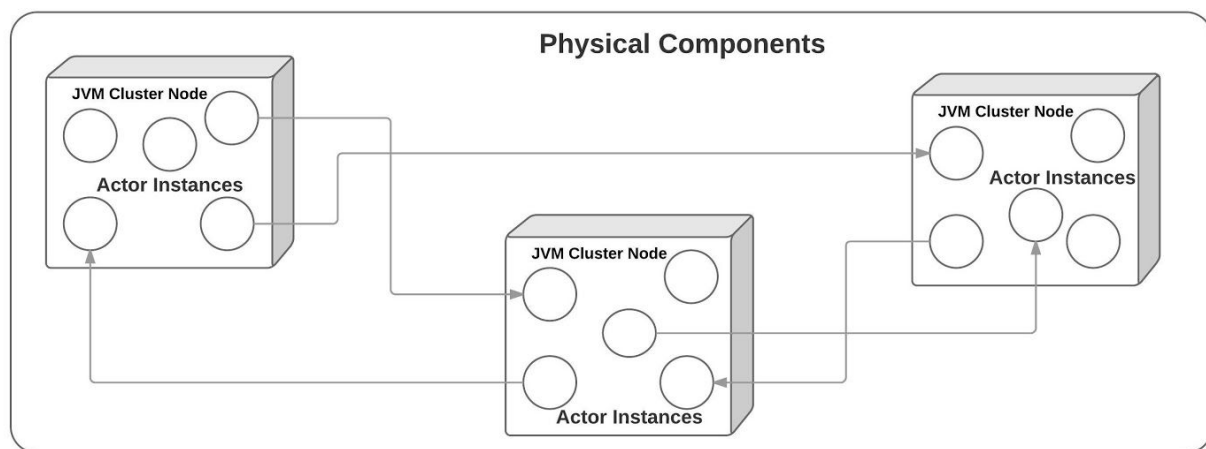 Physical Components
JVM Cluster Node
Actor Instances
JVM Cluster Node
Actor Instances
JVM Cluster Node
Actor Instances